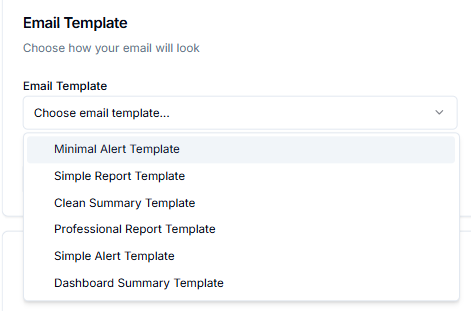 Email Template
Choose how your email will look
Email Template
Choose email template...
Minimal Alert Template
Simple Report Template
Clean Summary Template
Professional Report Template
Simple Alert Template
Dashboard Summary Template